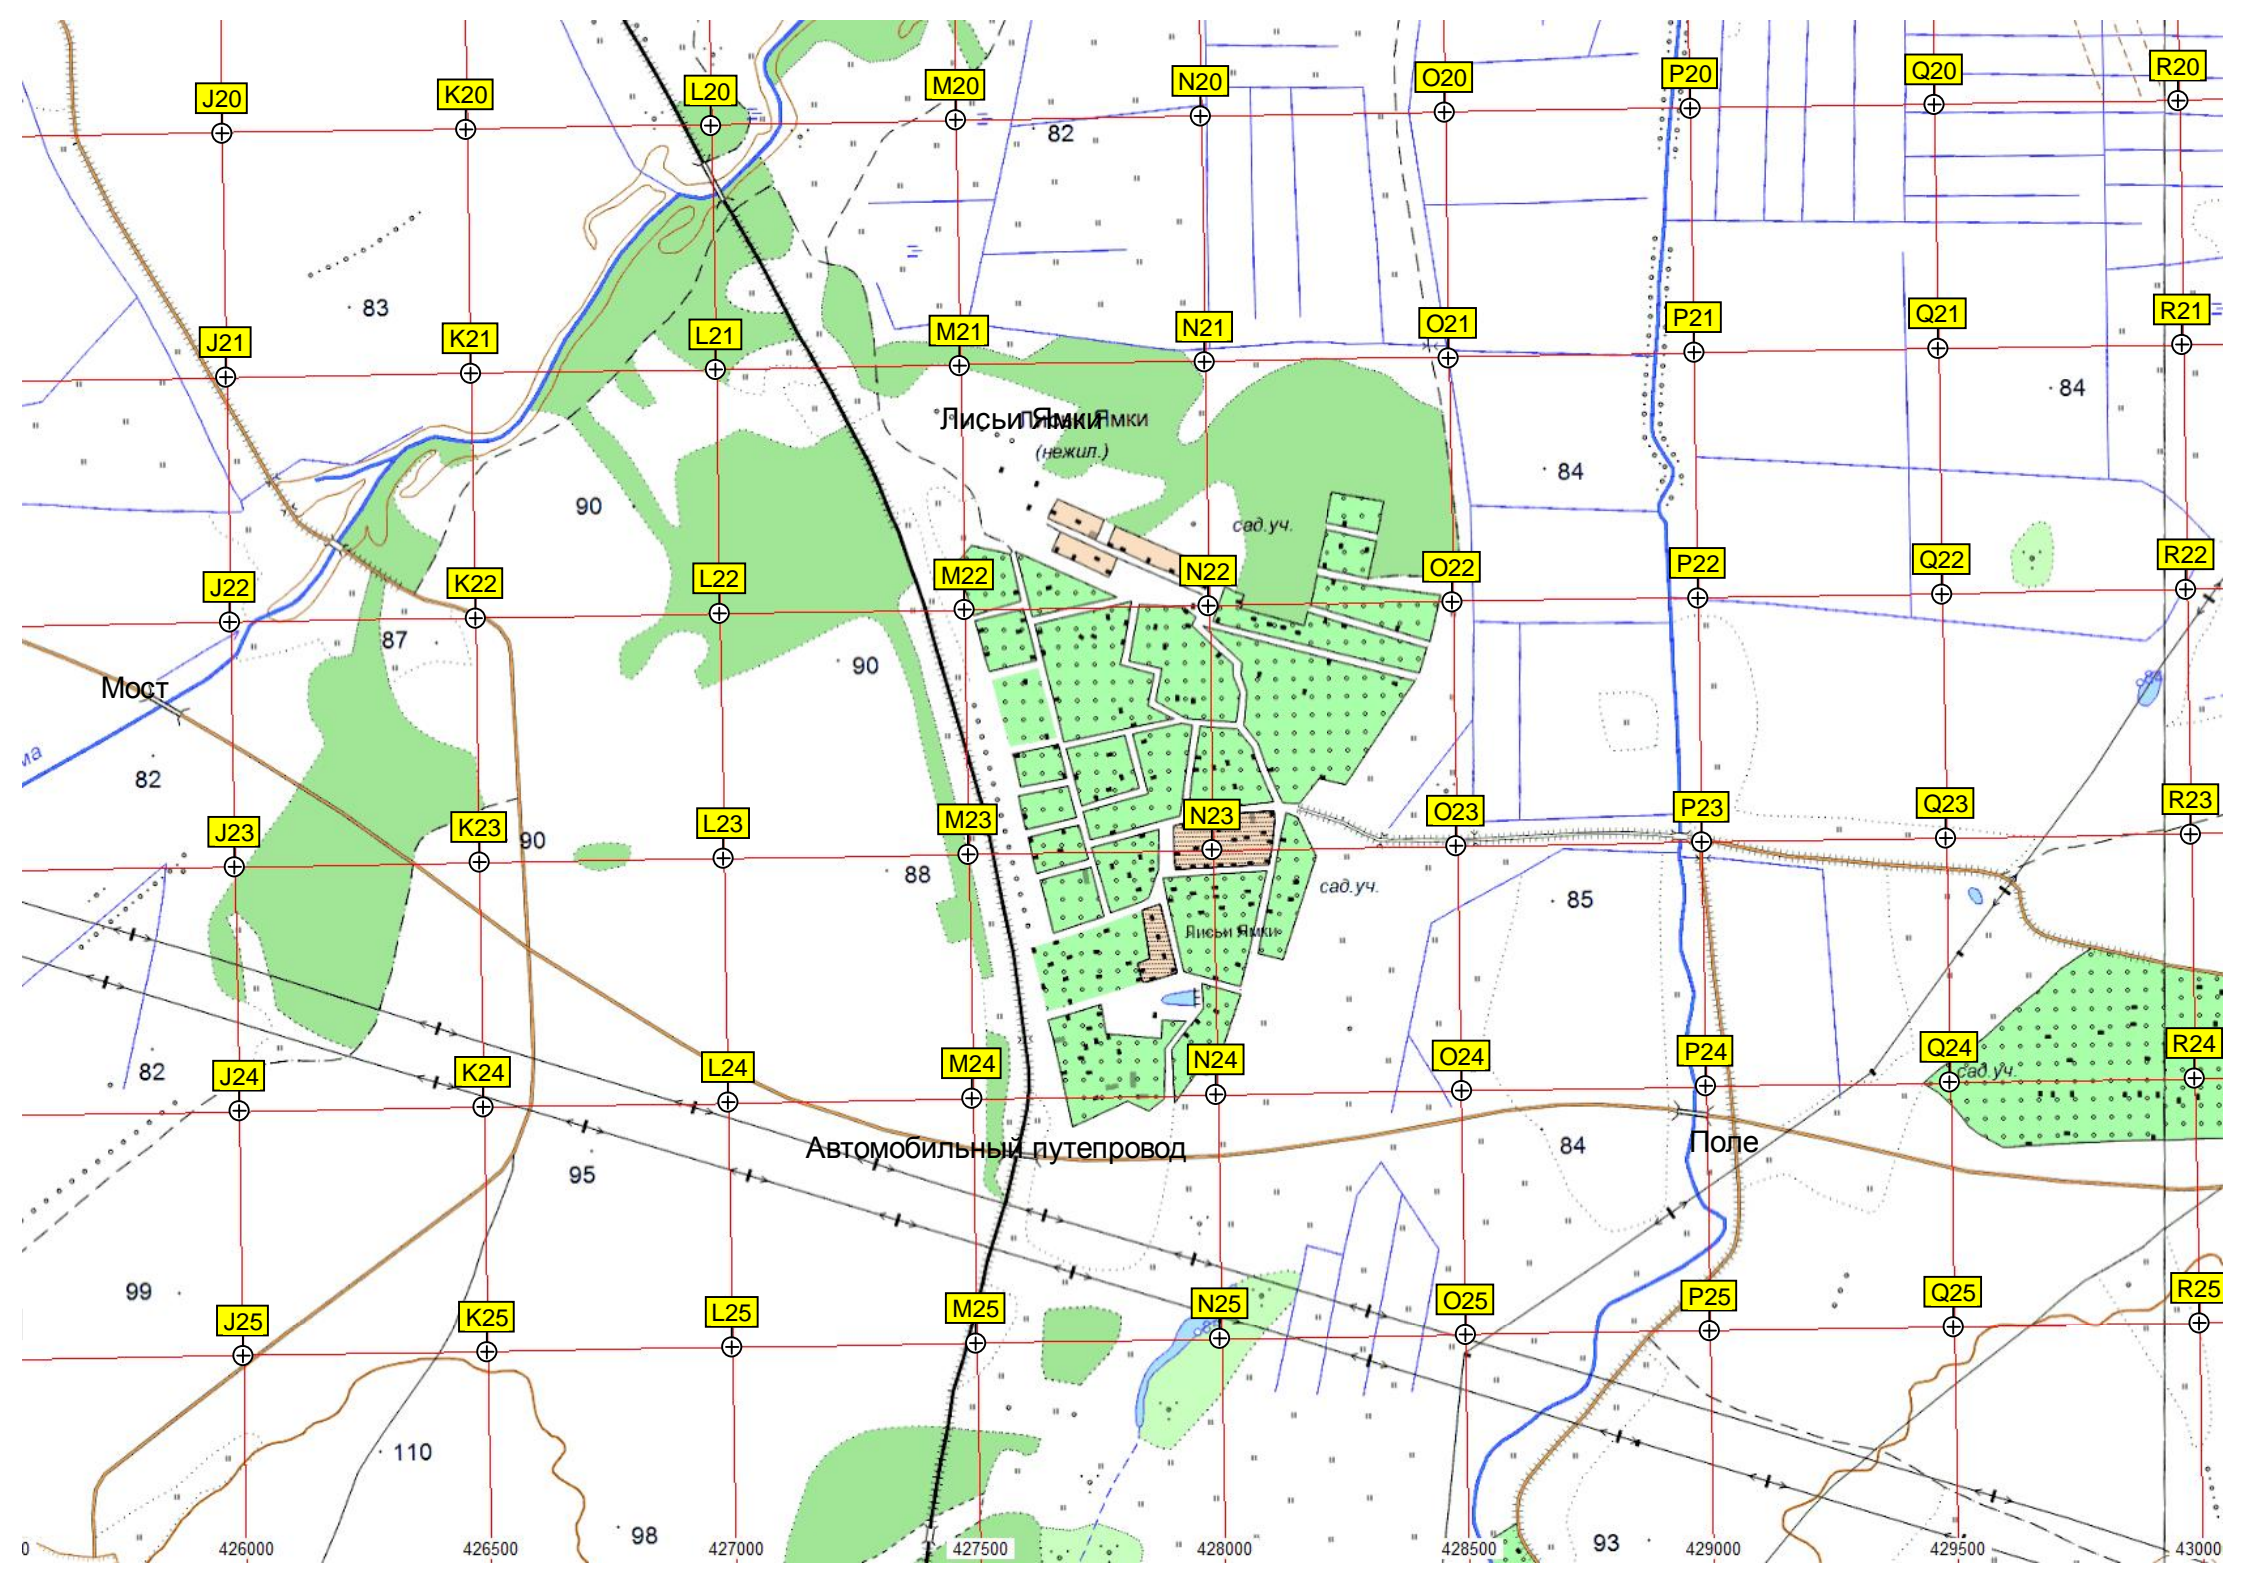 J20 K20 L20 M20 N20 O20 P20 Q20 R20
82
83
J21 K21 L21 M21 N21 O21 P21 Q21 R21
84
Лисьи Ямки
(нежил.)
84
90
сад.уч.
J22 K22 L22 M22 N22 O22 P22 Q22 R22
87
90
Мост
82
J23 K23 L23 M23 N23 O23 P23 Q23 R23
90
88
сад.уч.
85
Лисьи Ямки
J24 K24 L24 M24 N24 O24 P24 Q24 R24
82
сад.уч.
Автомобильный путепровод
84
Поле
95
99
J25 K25 L25 M25 N25 O25 P25 Q25 R25
110
98
93
0 426000 426500 427000 427500 428000 428500 429000 429500 43000